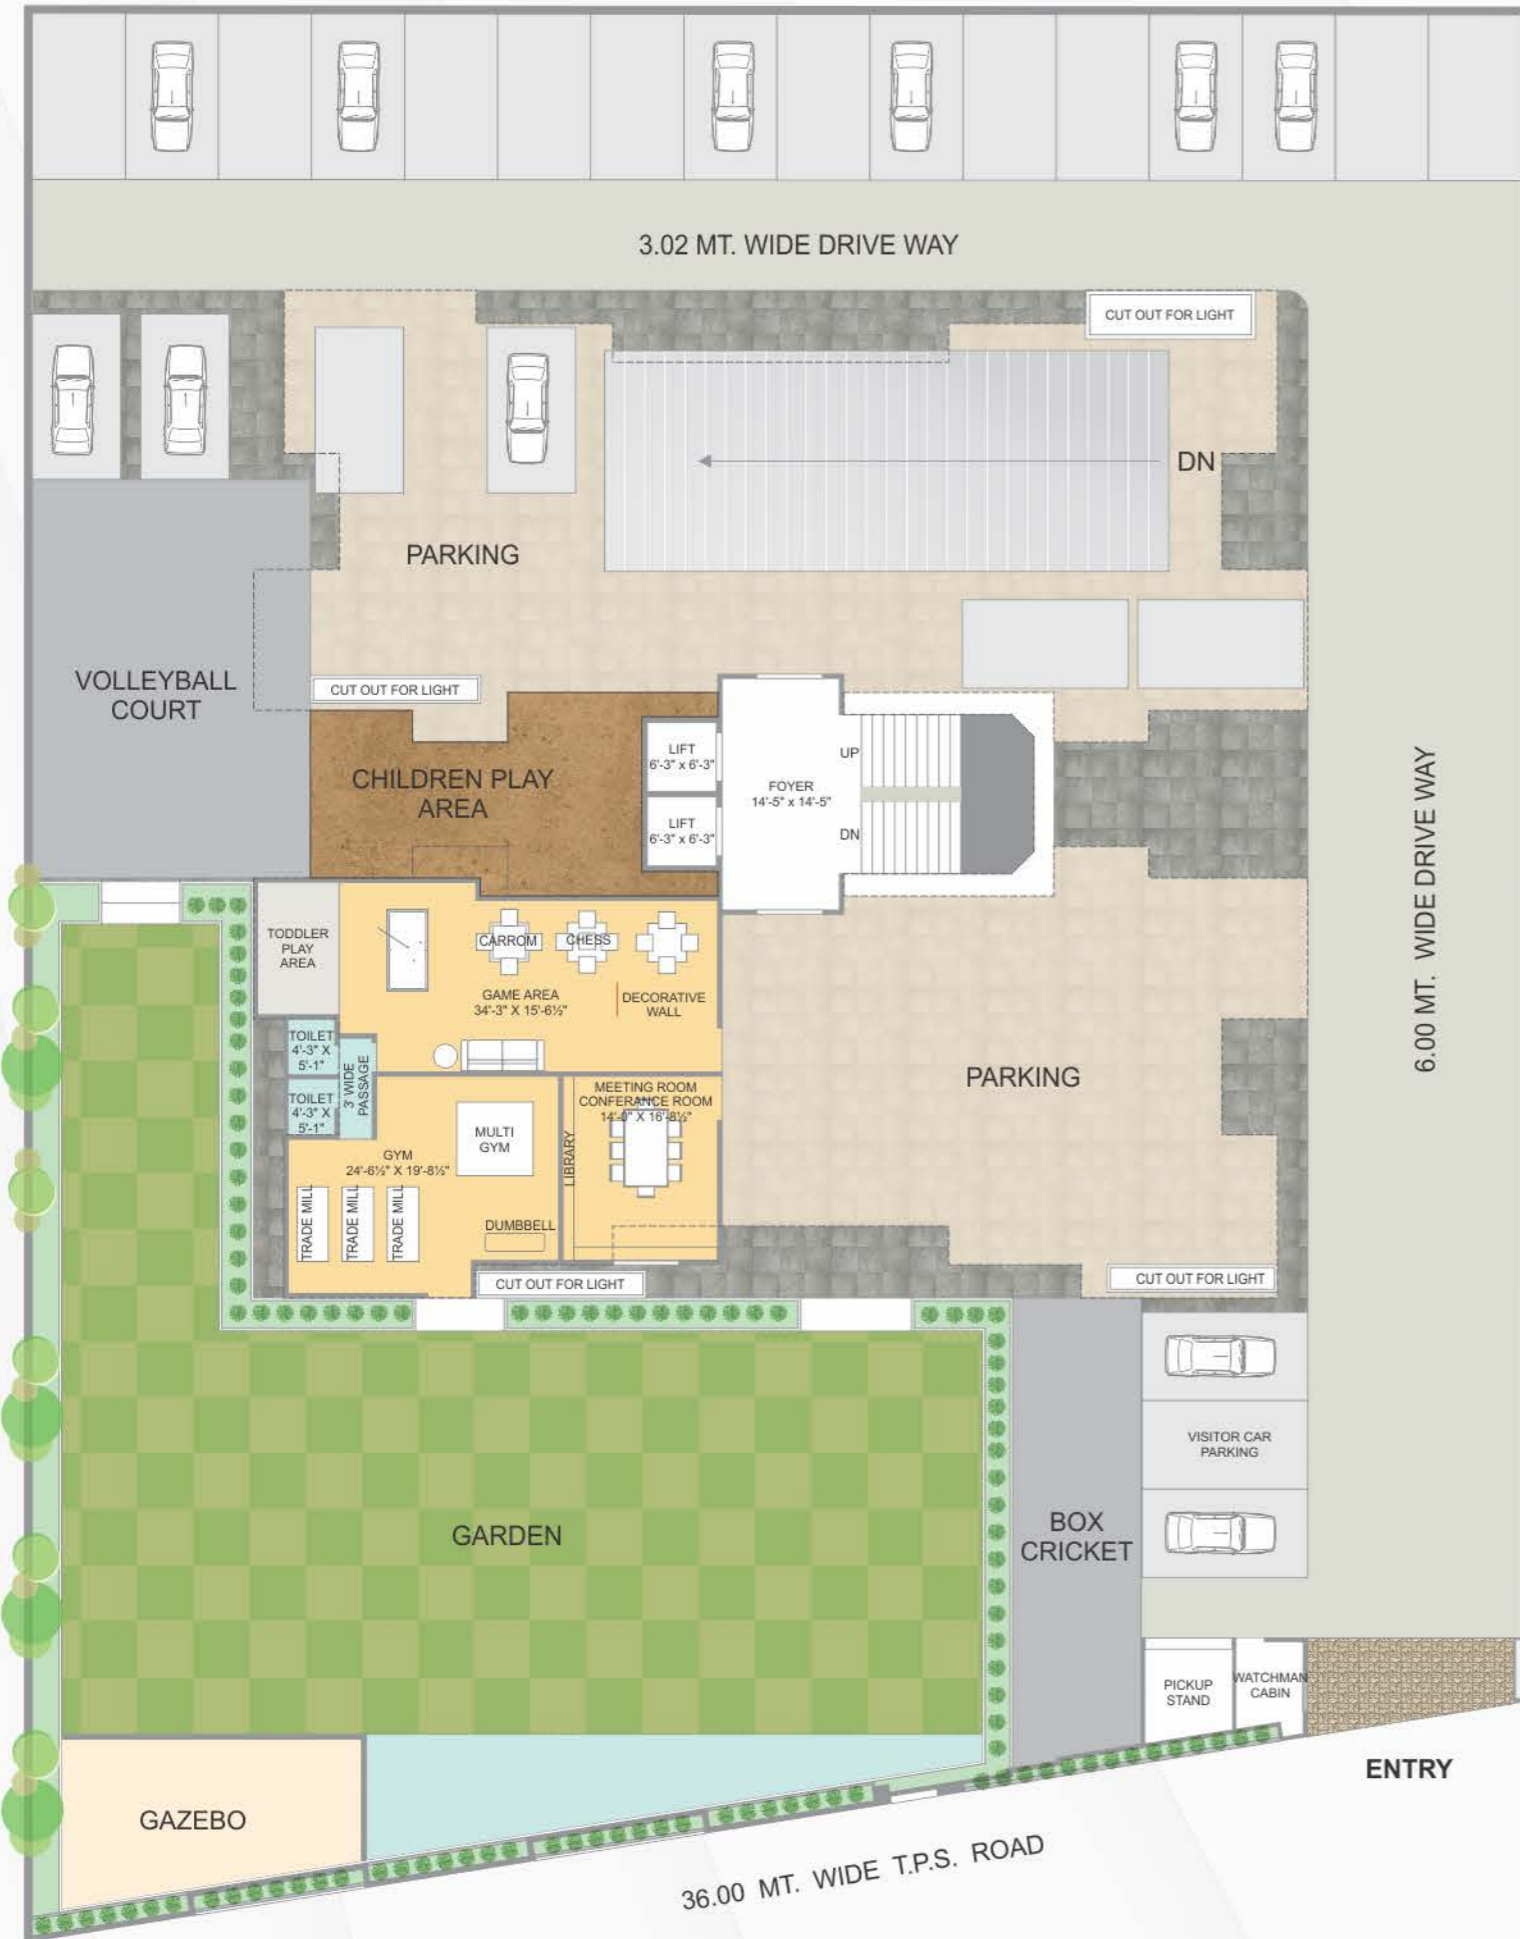 3.02 MT. WIDE DRIVE WAY
CUT OUT FOR LIGHT
DN
PARKING
VOLLEYBALL
COURT
CUT OUT FOR LIGHT
CHILDREN PLAY
AREA
LIFT
6'-3" x 6'-3"
LIFT
6'-3" x 6'-3"
FOYER
14'-5" x 14'-5"
UP
DN
6.00 MT. WIDE DRIVE WAY
TODDLER
PLAY
AREA
CARROM
CHESS
GAME AREA
34'-3" X 15'-6½"
DECORATIVE
WALL
TOILET
4'-3" X
5'-1"
TOILET
4'-3" X
5'-1"
3' WIDE
PASSAGE
PARKING
MEETING ROOM
CONFERANCE ROOM
14'-0" X 16'-8½"
LIBRARY
MULTI
GYM
GYM
24'-6½" X 19'-8½"
TRADE MILL
TRADE MILL
TRADE MILL
DUMBBELL
CUT OUT FOR LIGHT
CUT OUT FOR LIGHT
VISITOR CAR
PARKING
GARDEN
BOX
CRICKET
PICKUP
STAND
WATCHMAN
CABIN
ENTRY
GAZEBO
36.00 MT. WIDE T.P.S. ROAD